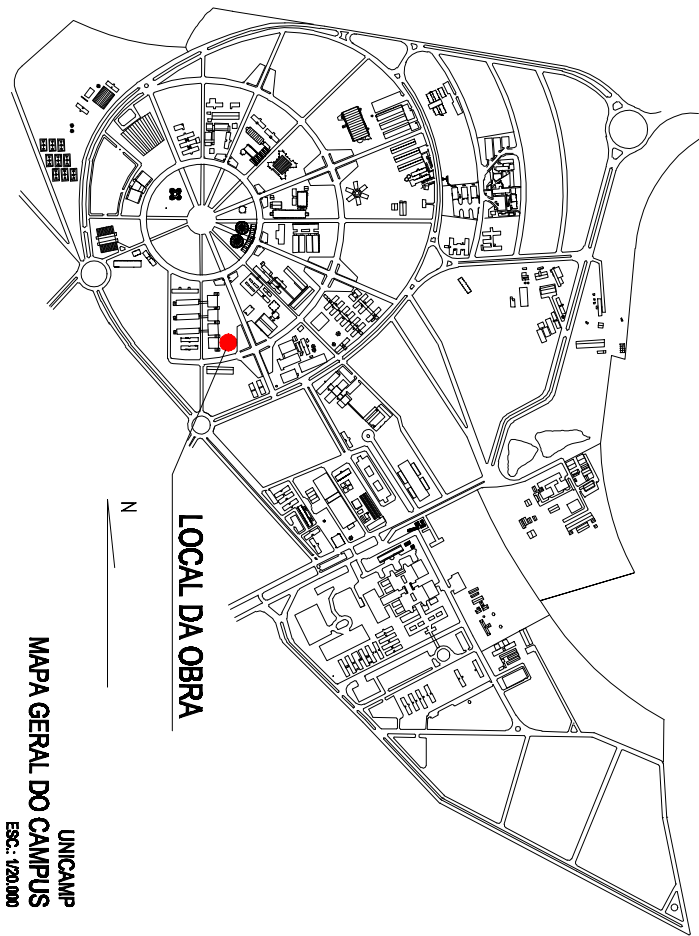 N
LOCAL DA OBRA
UNICAMP
MAPA GERAL DO CAMPUS
ESC.: 1/20.000